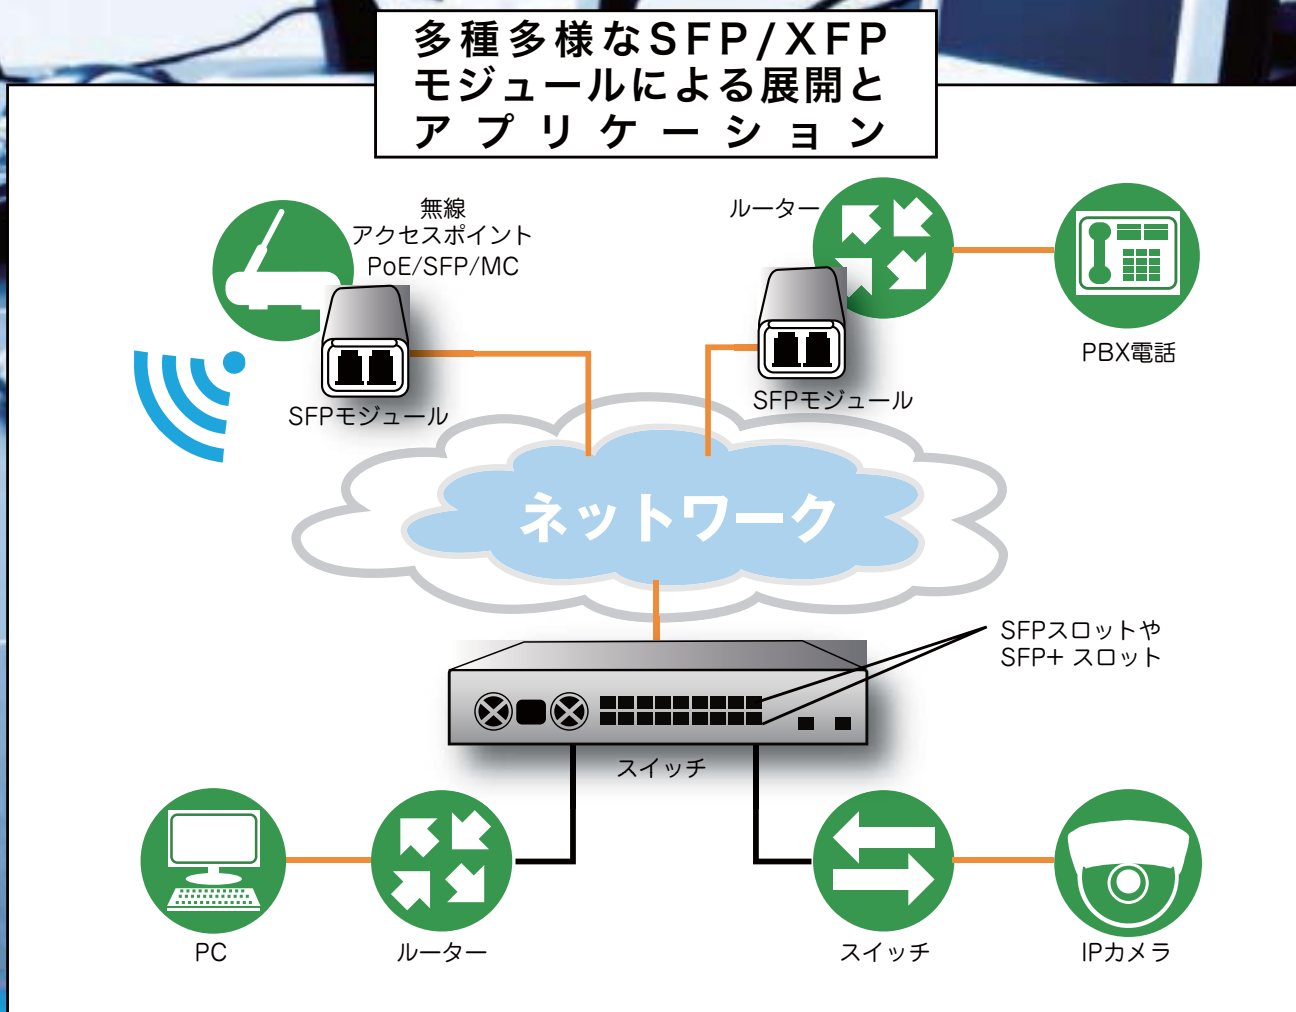 多種多様なSFP/XFP
モジュールによる展開と
アプリケーション
無線
アクセスポイント
PoE/SFP/MC
ルーター
PBX電話
SFPモジュール
SFPモジュール
ネットワーク
SFPスロットや
SFP+ スロット
スイッチ
PC
ルーター
スイッチ
IPカメラ